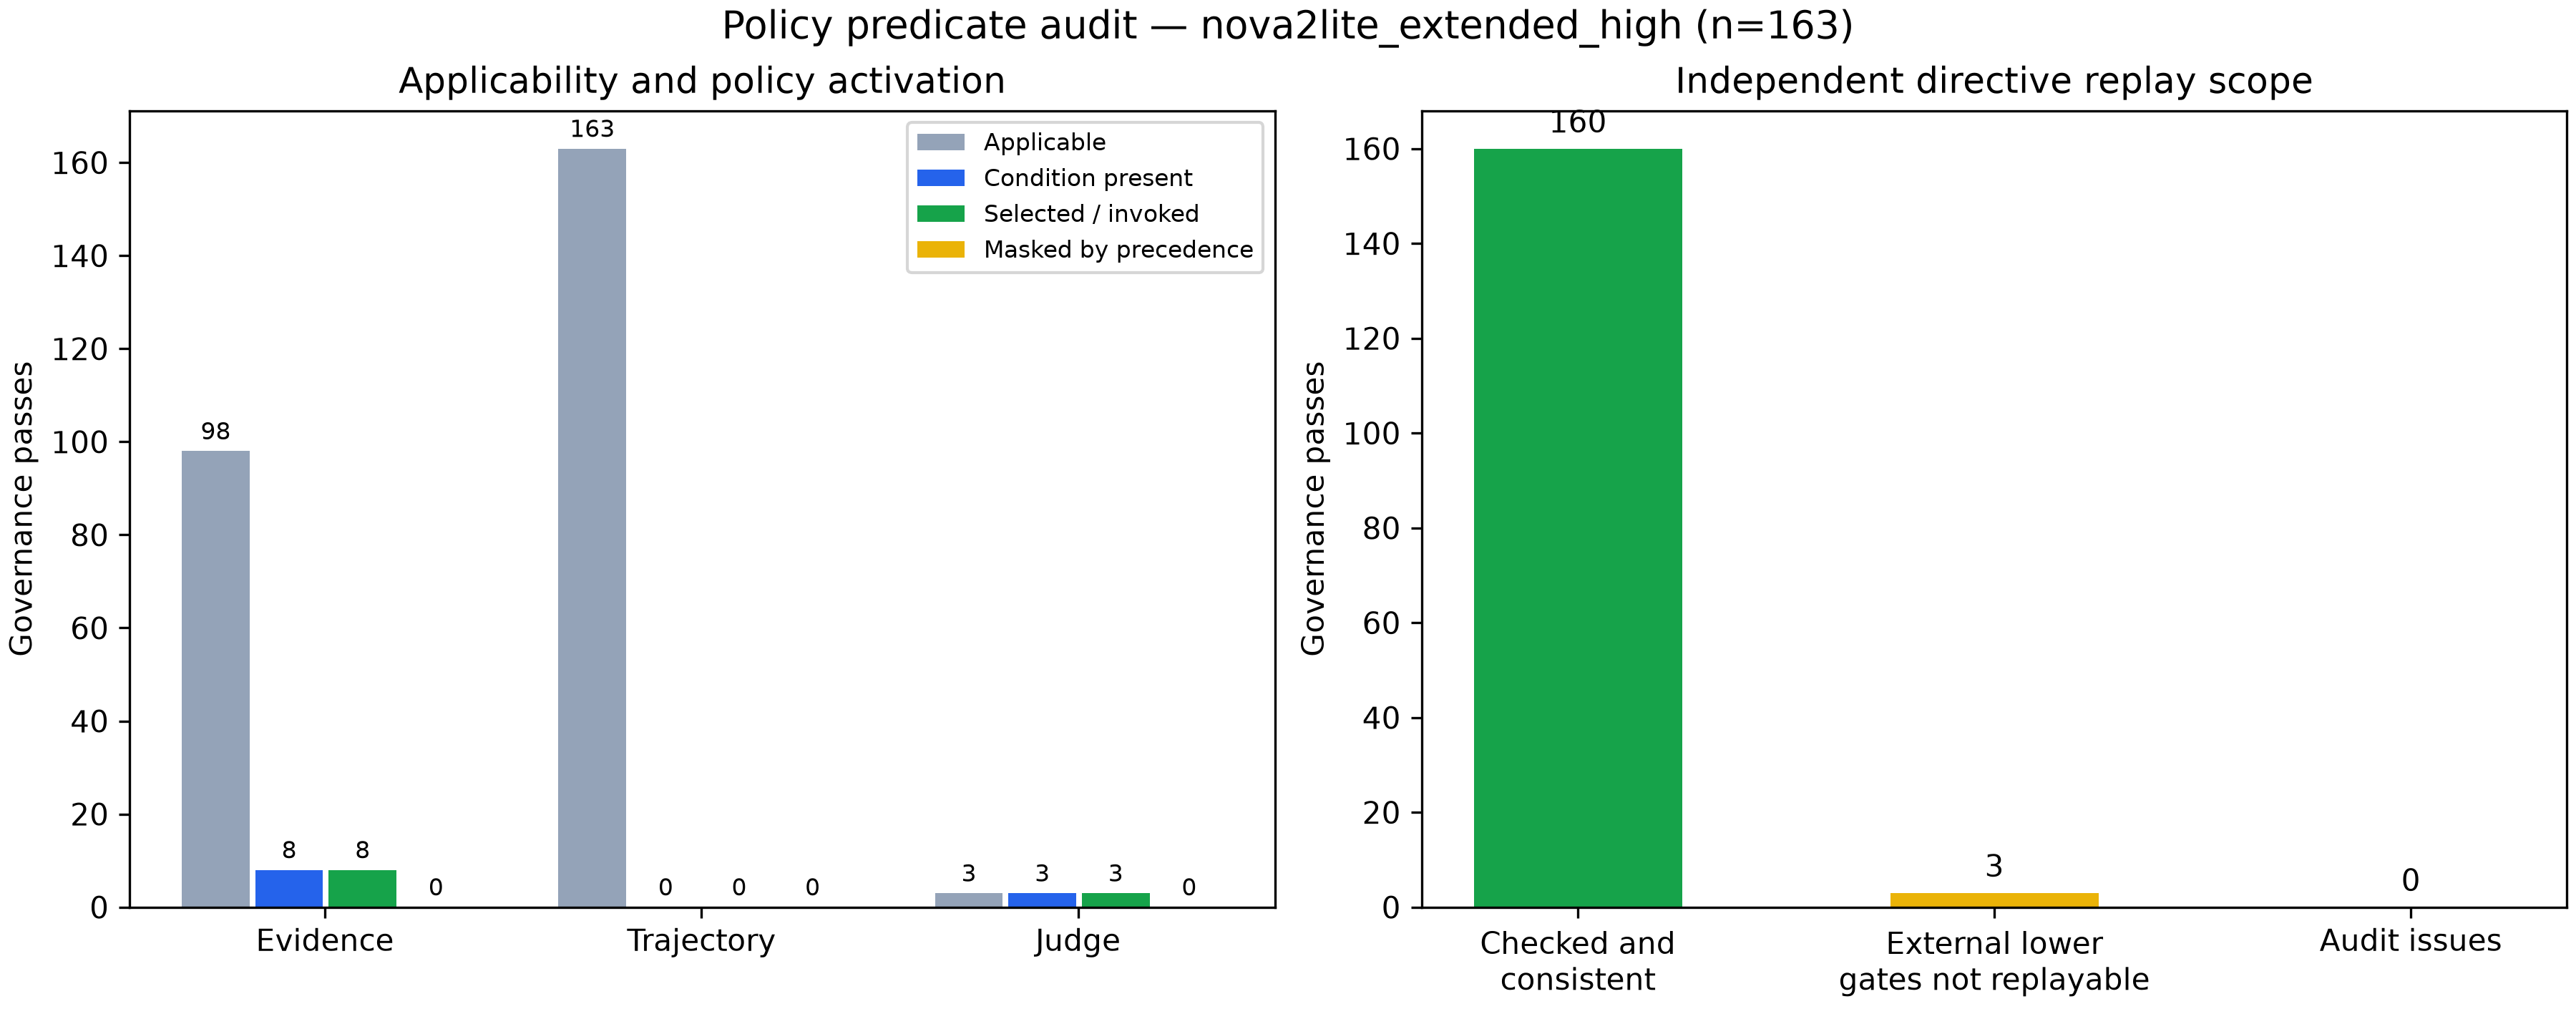 Policy predicate audit — nova2lite_extended_high (n=163)
Applicability and policy activation
Governance passes
160
140
120
100
80
60
40
20
0
98
8
8
0
163
0
0
0
3
3
3
0
Applicable
Condition present
Selected / invoked
Masked by precedence
Evidence
Trajectory
Judge
Independent directive replay scope
Governance passes
160
140
120
100
80
60
40
20
0
160
3
0
Checked and
consistent
External lower
gates not replayable
Audit issues